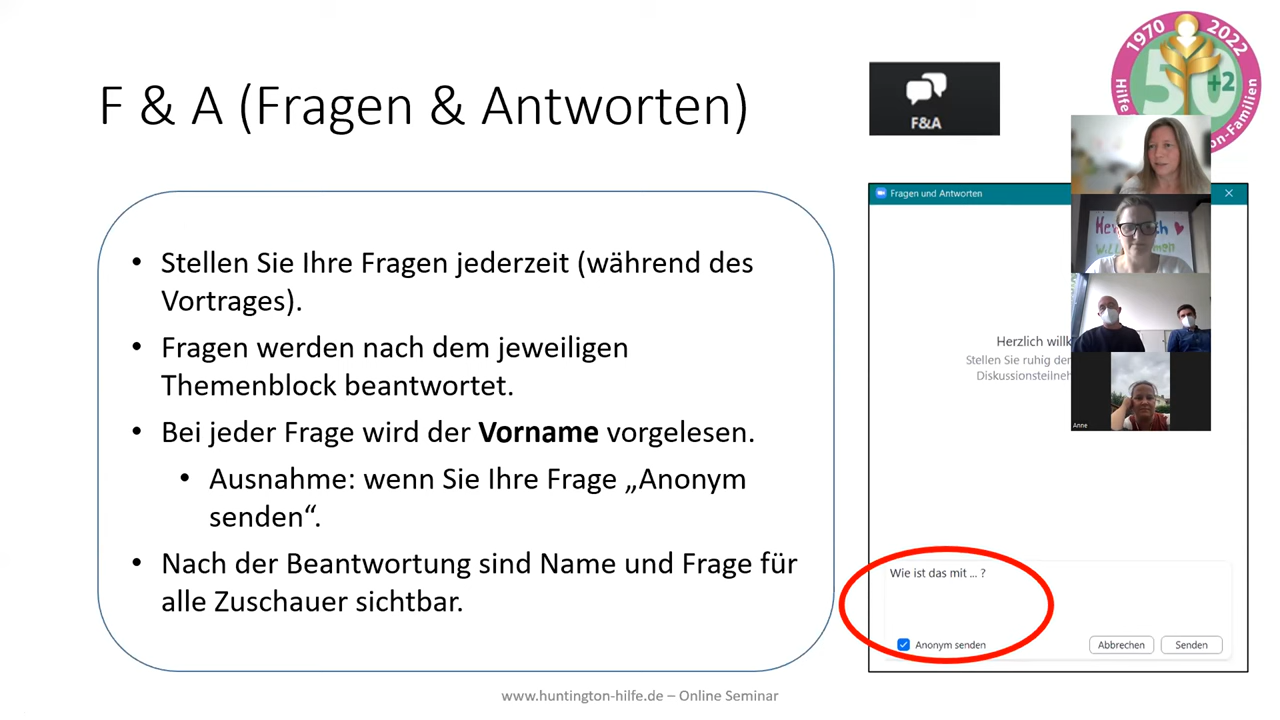 F & A (Fragen & Antworten)
• Stellen Sie Ihre Fragen jederzeit (während des
Vortrages).
• Fragen werden nach dem jeweiligen
Themenblock beantwortet.
• Bei jeder Frage wird der Vorname vorgelesen.
• Ausnahme: wenn Sie Ihre Frage „Anonym
senden“.
• Nach der Beantwortung sind Name und Frage für
alle Zuschauer sichtbar.
F&A
1970 2022
50 +2
Hilfe
-Familien
Fragen und Antworten
Herzlich
Stellen Sie ruhig
Anne
Wie ist das mit ... ?
Anonym senden
Abbrechen
Senden
www.huntington-hilfe.de – Online Seminar